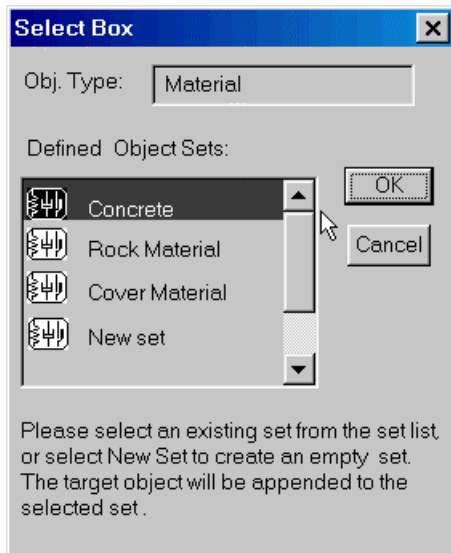 Select Box
Obj. Type: Material
Defined Object Sets:
Concrete
OK
Rock Material
Cancel
Cover Material
New set
Please select an existing set from the set list,
or select New Set to create an empty set.
The target object will be appended to the
selected set .